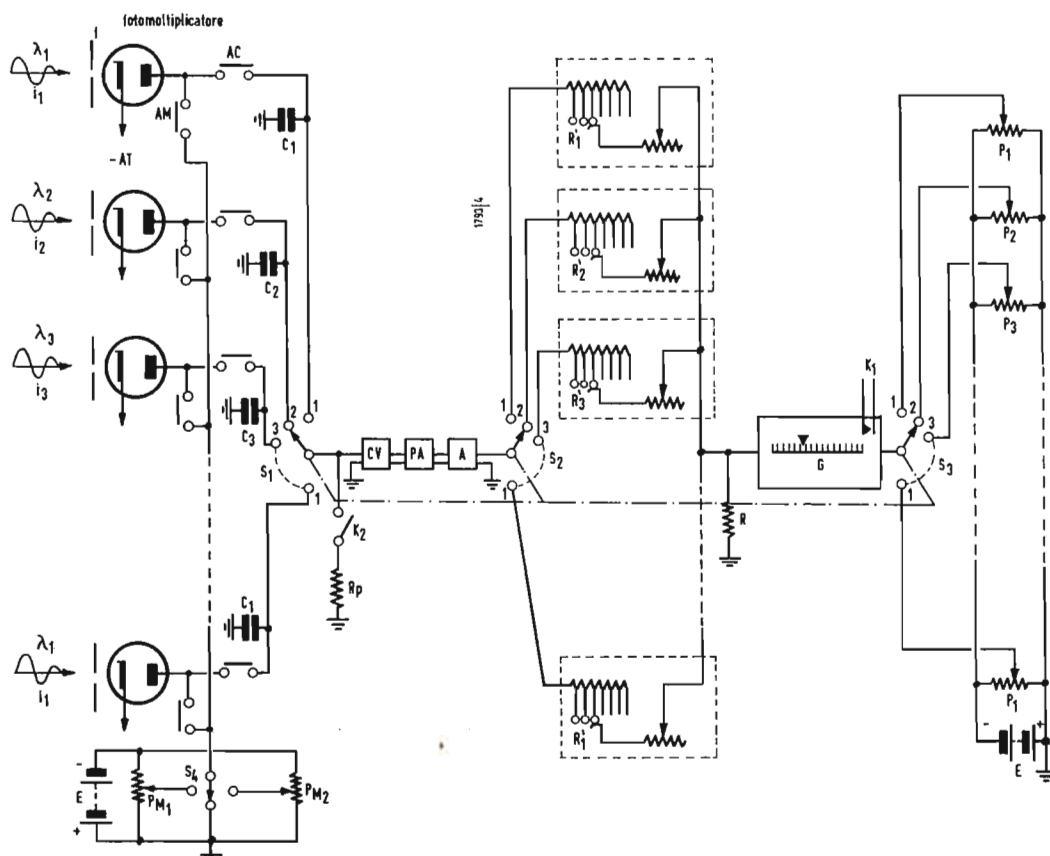 fotomoltiplicatore
λ1
i1
1
AC
AM
C1
-AT
λ2
i2
C2
λ3
i3
C3
1
2
3
S1
1
K2
Rp
CV
PA
A
1793|4
R'1
R'2
R'3
1
2
3
S2
1
R'1
R
G
K1
1
2
3
S3
1
P1
P2
P3
P1
- +
E
λ1
i1
C1
-
E
+
PM1
S4
PM2